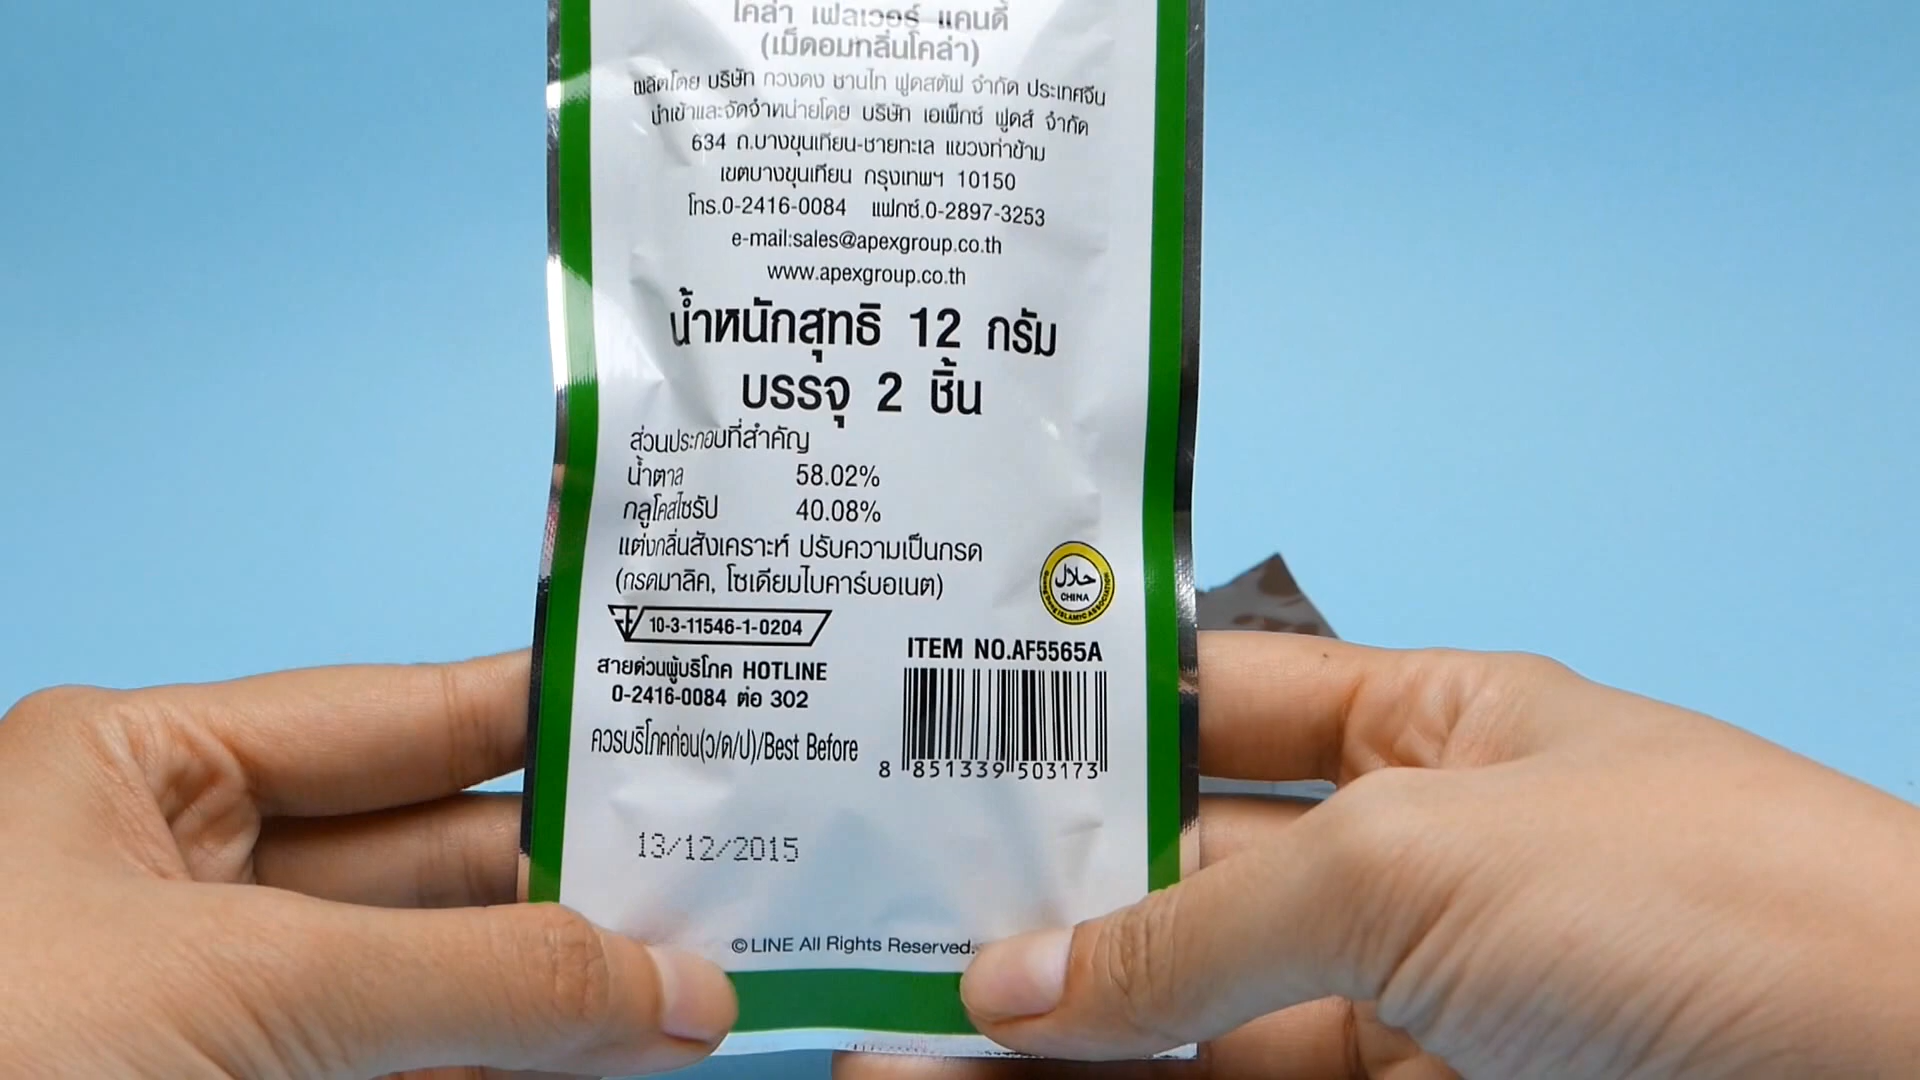 โคล่า เฟลเวอร์ แคนดี้
(เม็ดอมกลิ่นโคล่า)
ผลิตโดย บริษัท กวงดง ชานไท ฟูดสตัฟ จำกัด ประเทศจีน
นำเข้าและจัดจำหน่ายโดย บริษัท เอเพ็กซ์ ฟูดส์ จำกัด
634 ถ.บางขุนเทียน-ชายทะเล แขวงท่าข้าม
เขตบางขุนเทียน กรุงเทพฯ 10150
โทร.0-2416-0084 แฟกซ์.0-2897-3253
e-mail:sales@apexgroup.co.th
www.apexgroup.co.th
น้ำหนักสุทธิ 12 กรัม
บรรจุ 2 ชิ้น
ส่วนประกอบที่สำคัญ
น้ำตาล 58.02%
กลูโคสไซรัป 40.08%
แต่งกลิ่นสังเคราะห์ ปรับความเป็นกรด
(กรดมาลิค, โซเดียมไบคาร์บอเนต)
حلال
CHINA
10-3-11546-1-0204
ITEM NO.AF5565A
สายด่วนผู้บริโภค HOTLINE
0-2416-0084 ต่อ 302
ควรบริโภคก่อน(ว/ด/ป)/Best Before
8 851339 503173
13/12/2015
© LINE All Rights Reserved.